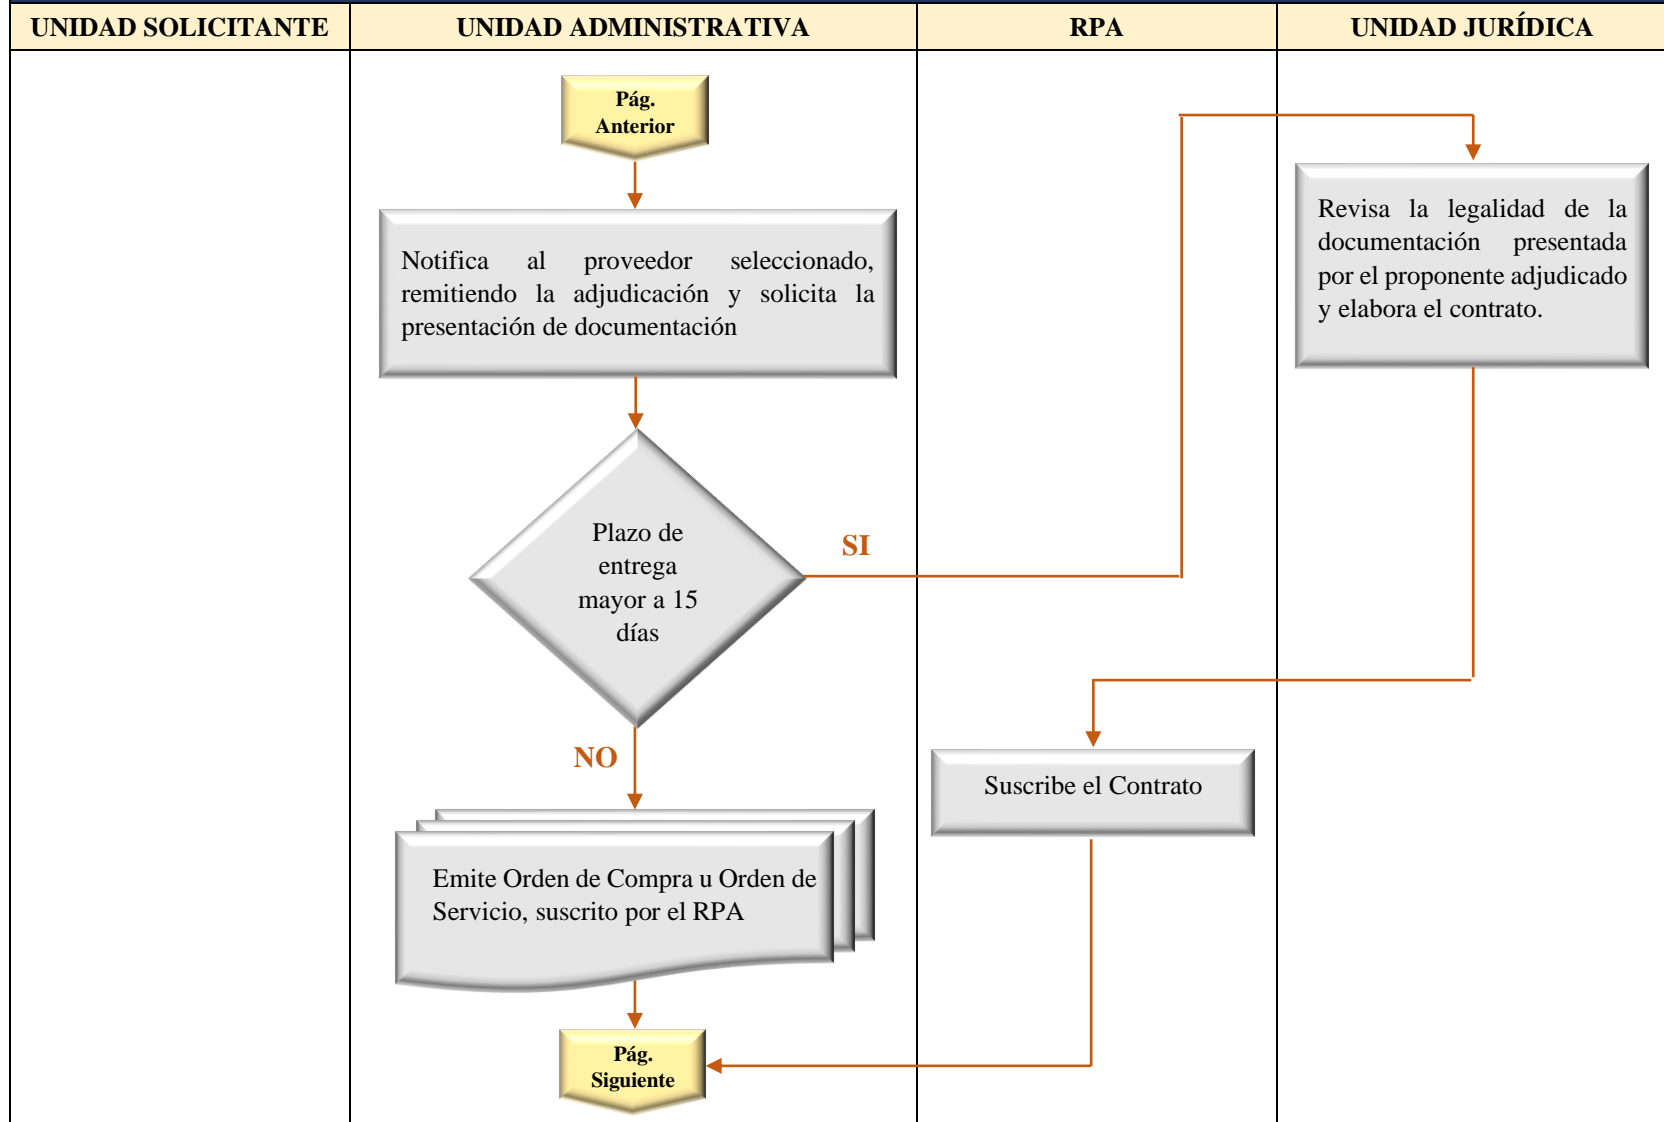 UNIDAD SOLICITANTE
UNIDAD ADMINISTRATIVA
RPA
UNIDAD JURÍDICA
Pág.
Anterior
Notifica al proveedor seleccionado,
remitiendo la adjudicación y solicita la
presentación de documentación
Revisa la legalidad de la
documentación presentada
por el proponente adjudicado
y elabora el contrato.
Plazo de
entrega
mayor a 15
días
SI
NO
Suscribe el Contrato
Emite Orden de Compra u Orden de
Servicio, suscrito por el RPA
Pág.
Siguiente